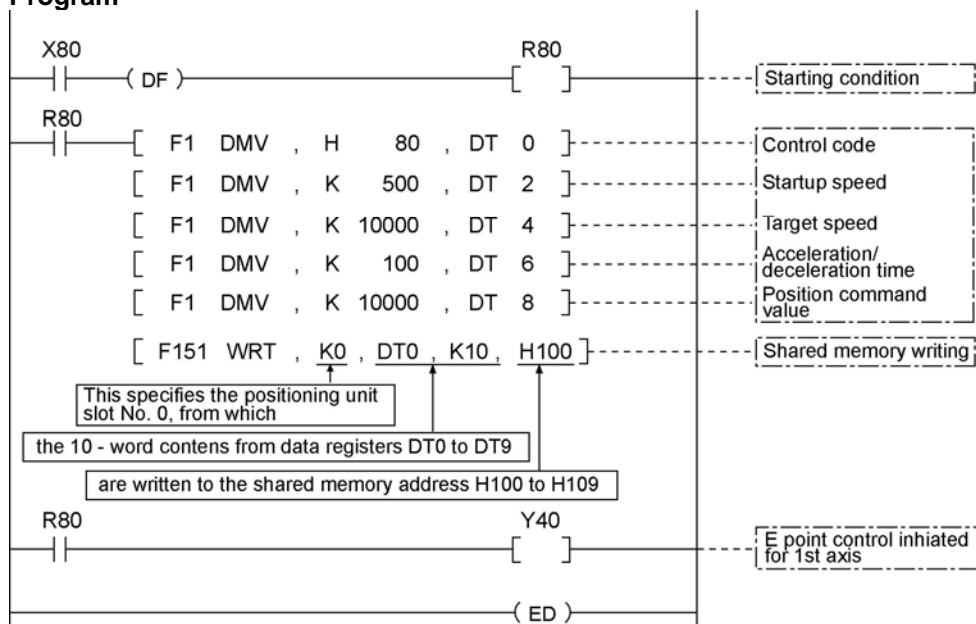 Program
X80 R80
( DF ) [ ] Starting condition
R80
[ F1 DMV , H 80 , DT 0 ] Control code
[ F1 DMV , K 500 , DT 2 ] Startup speed
[ F1 DMV , K 10000 , DT 4 ] Target speed
[ F1 DMV , K 100 , DT 6 ] Acceleration/
deceleration time
[ F1 DMV , K 10000 , DT 8 ] Position command
value
[ F151 WRT , K0 , DT0 , K10 , H100 ] Shared memory writing
This specifies the positioning unit
slot No. 0, from which
the 10 - word contens from data registers DT0 to DT9
are written to the shared memory address H100 to H109
R80 Y40
[ ] E point control inhiated
for 1st axis
( ED )